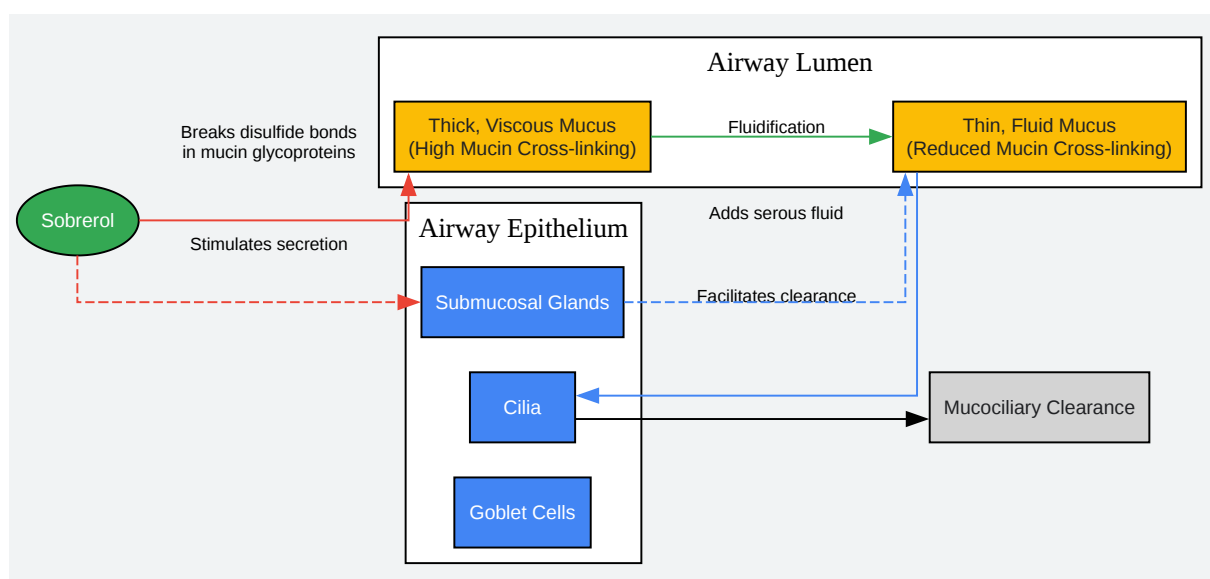 Airway Lumen
Breaks disulfide bonds
in mucin glycoproteins
Thick, Viscous Mucus
(High Mucin Cross-linking)
Fluidification
Thin, Fluid Mucus
(Reduced Mucin Cross-linking)
Sobrerol
Stimulates secretion
Airway Epithelium
Adds serous fluid
Submucosal Glands
Facilitates clearance
Cilia
Mucociliary Clearance
Goblet Cells